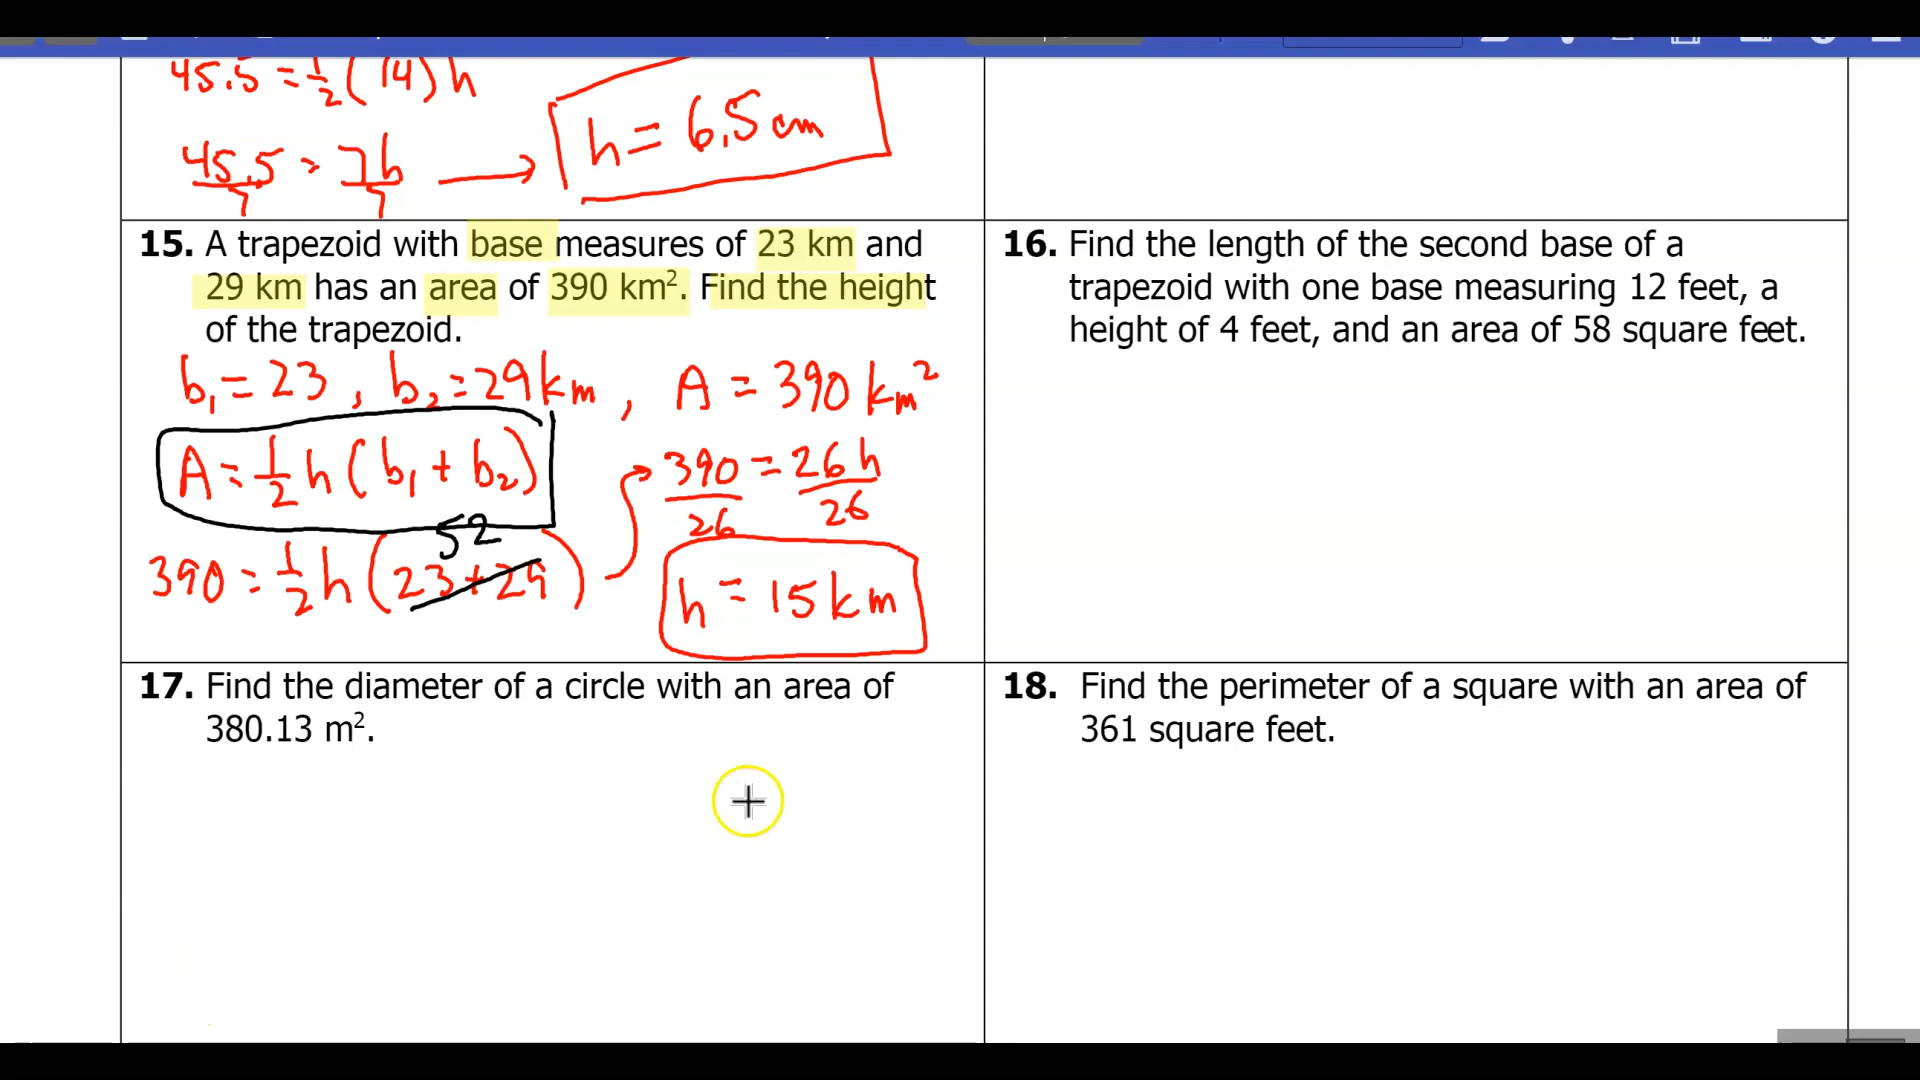 45.5 = 1/2 (14) h
45.5/7 = 7h/7 → h = 6.5 cm
15. A trapezoid with base measures of 23 km and
29 km has an area of 390 km². Find the height
of the trapezoid.
b₁ = 23 , b₂ = 29 km , A = 390 km²
A = 1/2 h ( b₁ + b₂ )
52
390 = 1/2 h ( 23 + 29 )
390/26 = 26 h/26
h = 15 km
16. Find the length of the second base of a
trapezoid with one base measuring 12 feet, a
height of 4 feet, and an area of 58 square feet.
17. Find the diameter of a circle with an area of
380.13 m².
18. Find the perimeter of a square with an area of
361 square feet.